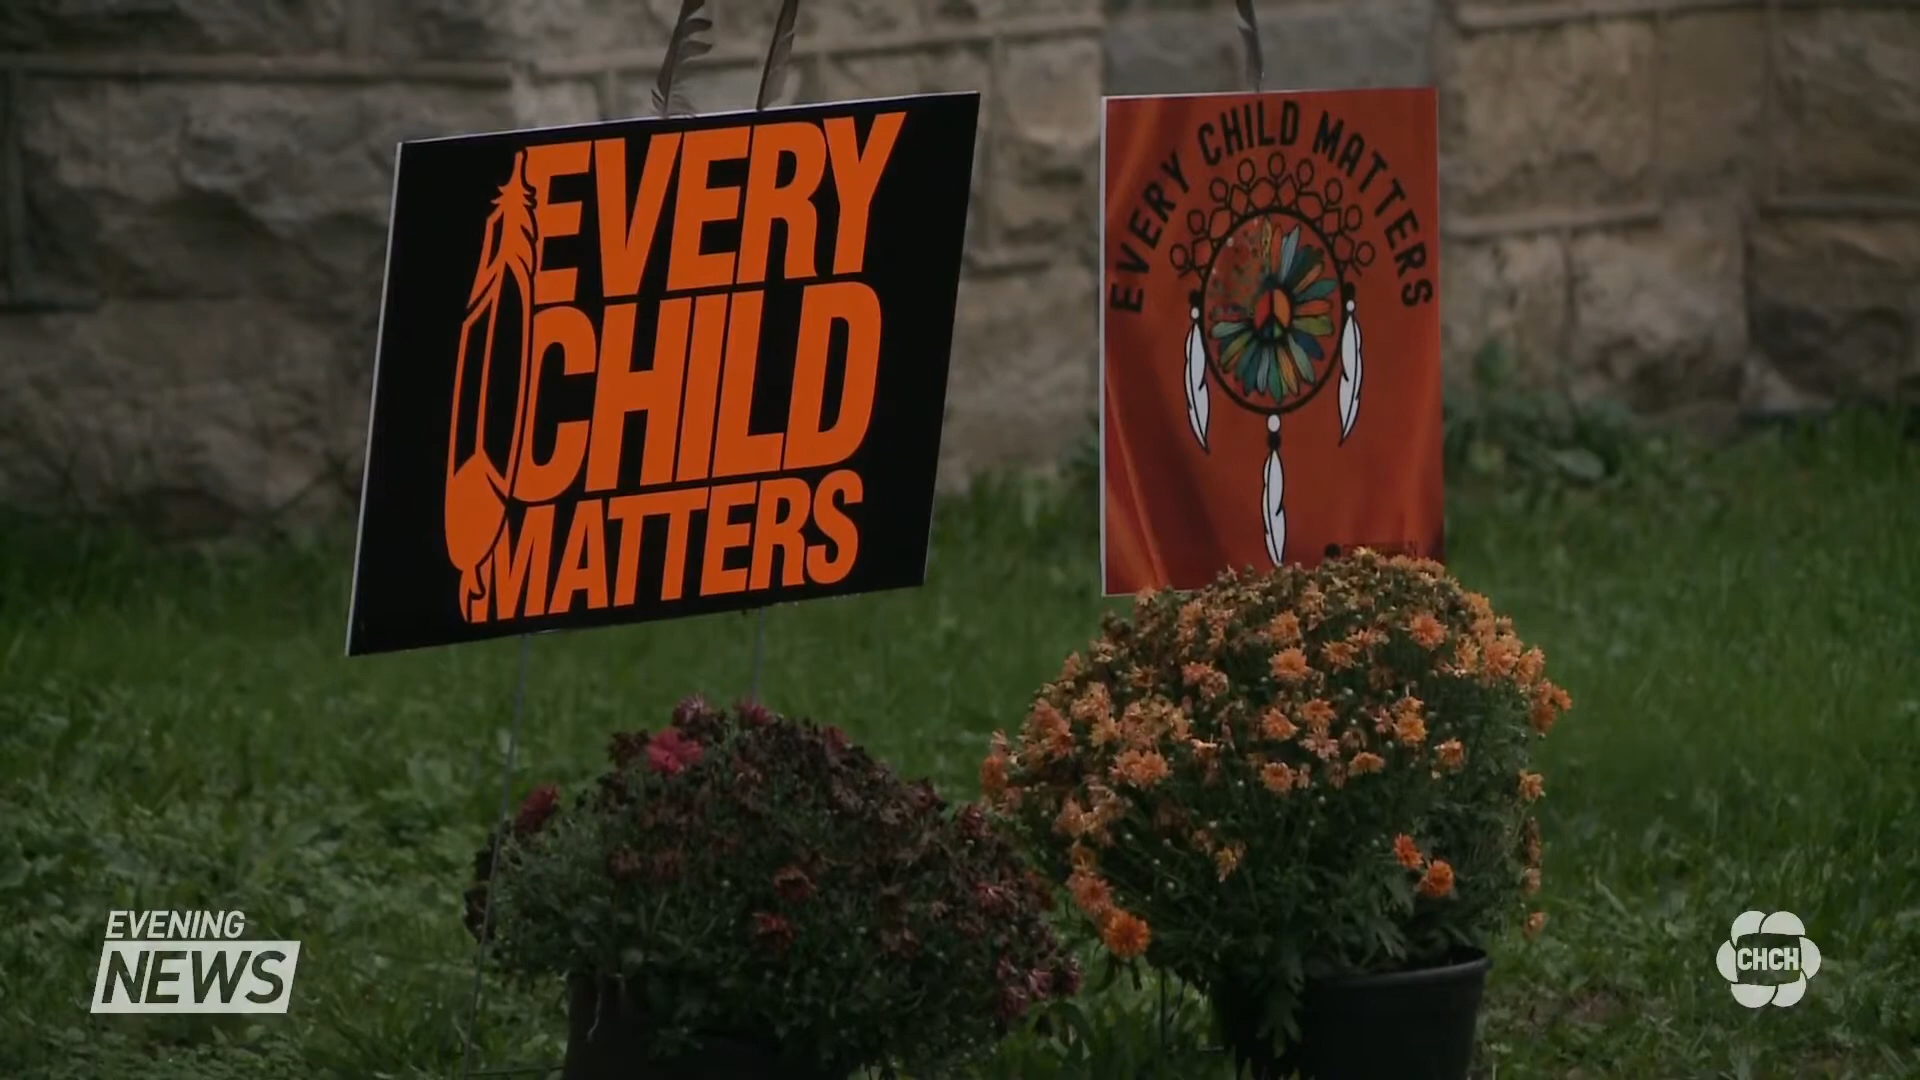 EVERY
CHILD
MATTERS
EVERY CHILD MATTERS
EVENING
NEWS
CHCH